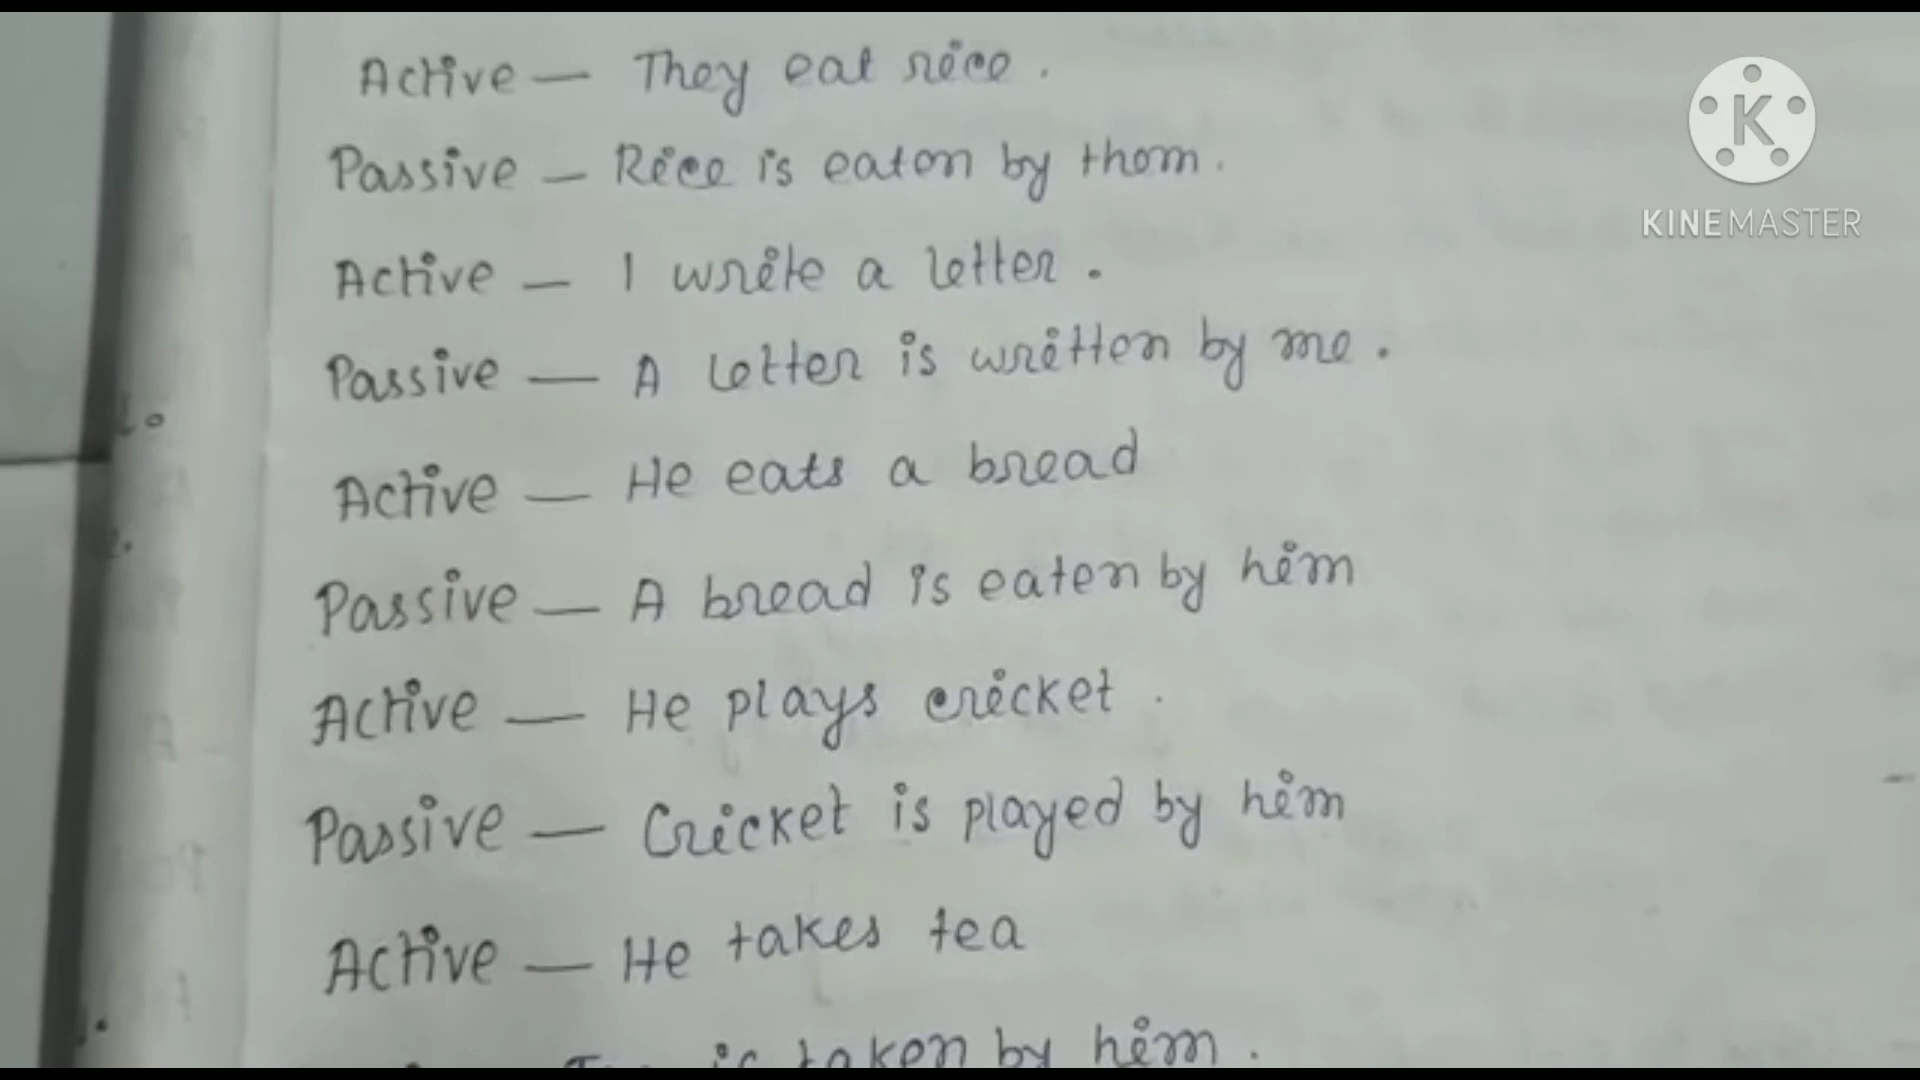 Active — They eat rice.
Passive — Rice is eaten by them.
Active — I write a letter.
Passive — A letter is written by me.
Active — He eats a bread
Passive — A bread is eaten by him
Active — He plays cricket.
Passive — Cricket is played by him
Active — He takes tea
is taken by him.
K
KINEMASTER